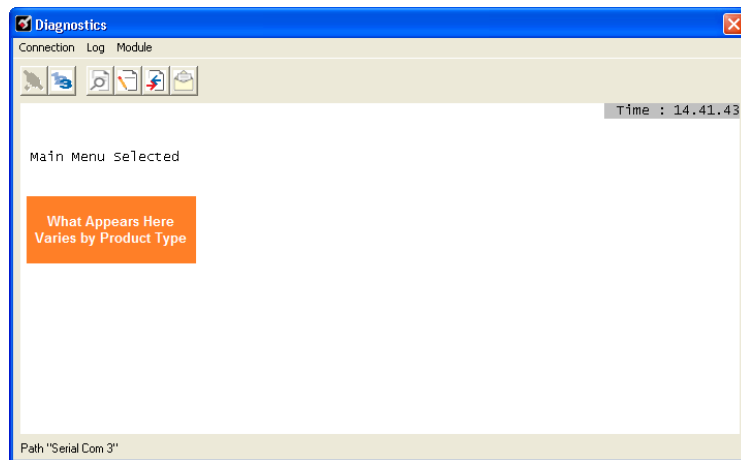 Diagnostics
Connection Log Module
Time : 14.41.43
Main Menu Selected
What Appears Here
Varies by Product Type
Path "Serial Com 3"